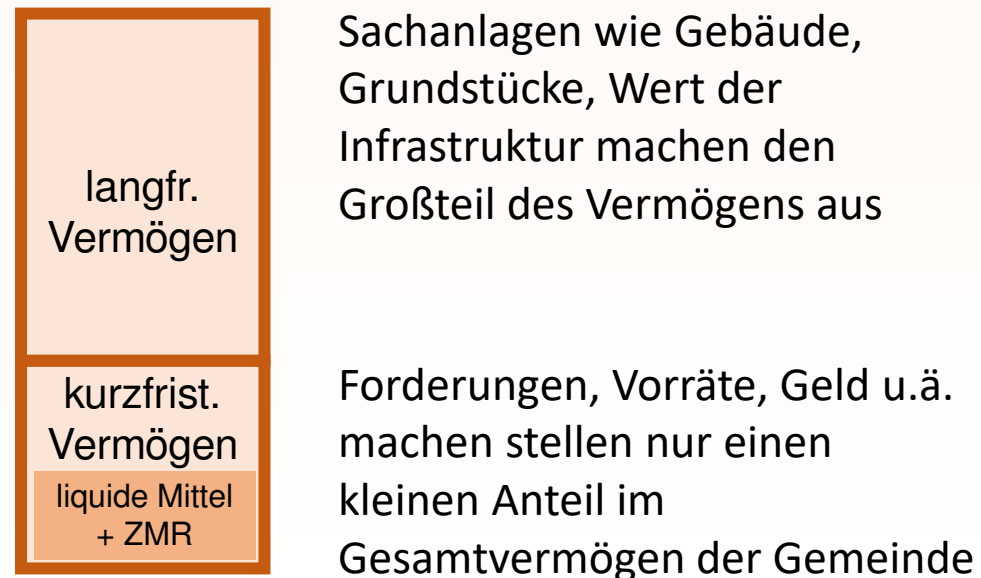 langfr.
Vermögen
Sachanlagen wie Gebäude,
Grundstücke, Wert der
Infrastruktur machen den
Großteil des Vermögens aus
kurzfrist.
Vermögen
liquide Mittel
+ ZMR
Forderungen, Vorräte, Geld u.ä.
machen stellen nur einen
kleinen Anteil im
Gesamtvermögen der Gemeinde